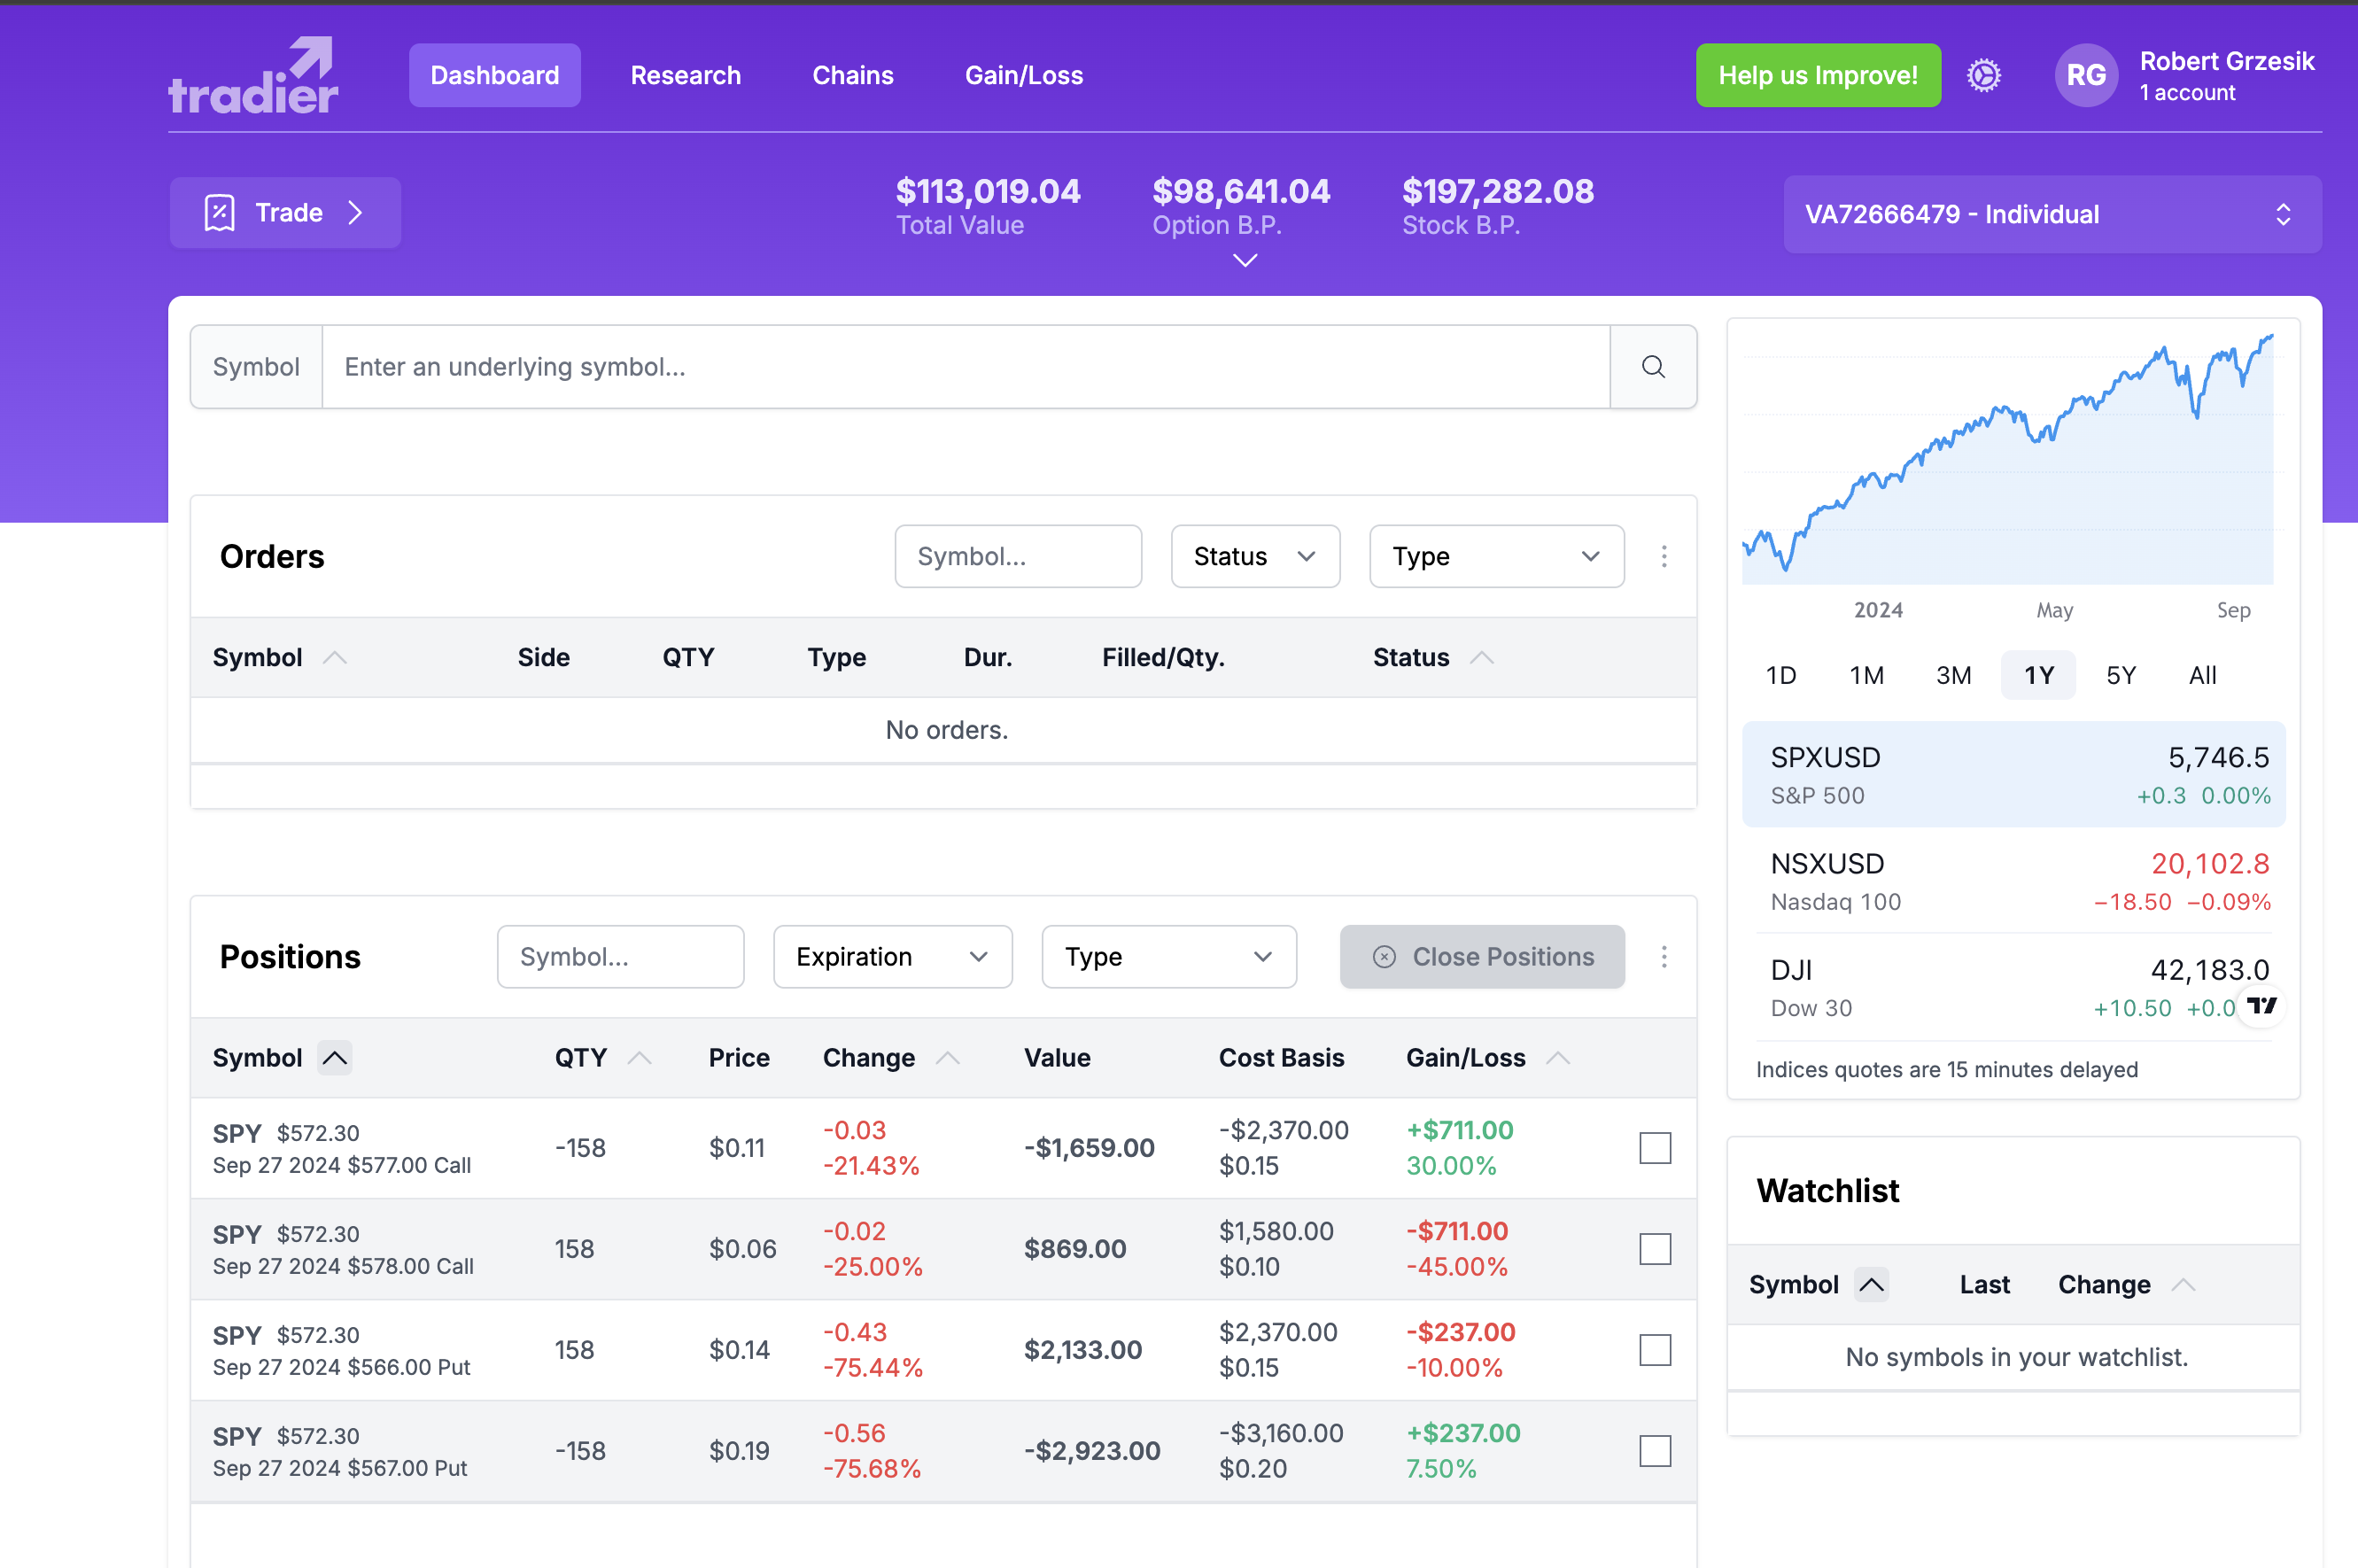 tradier
Dashboard Research Chains Gain/Loss
Help us Improve!
RG
Robert Grzesik
1 account
Trade
$113,019.04
Total Value
$98,641.04
Option B.P.
$197,282.08
Stock B.P.
VA72666479 - Individual
Symbol Enter an underlying symbol...
Orders
Symbol... Status Type
Symbol Side QTY Type Dur. Filled/Qty. Status
No orders.
Positions
Symbol... Expiration Type Close Positions
Symbol QTY Price Change Value Cost Basis Gain/Loss
SPY $572.30
Sep 27 2024 $577.00 Call
-158
$0.11
-0.03
-21.43%
-$1,659.00
-$2,370.00
$0.15
+$711.00
30.00%
SPY $572.30
Sep 27 2024 $578.00 Call
158
$0.06
-0.02
-25.00%
$869.00
$1,580.00
$0.10
-$711.00
-45.00%
SPY $572.30
Sep 27 2024 $566.00 Put
158
$0.14
-0.43
-75.44%
$2,133.00
$2,370.00
$0.15
-$237.00
-10.00%
SPY $572.30
Sep 27 2024 $567.00 Put
-158
$0.19
-0.56
-75.68%
-$2,923.00
-$3,160.00
$0.20
+$237.00
7.50%
2024 May Sep
1D 1M 3M 1Y 5Y All
SPXUSD 5,746.5
S&P 500 +0.3 0.00%
NSXUSD 20,102.8
Nasdaq 100 −18.50 −0.09%
DJI 42,183.0
Dow 30 +10.50 +0.0
Indices quotes are 15 minutes delayed
Watchlist
Symbol Last Change
No symbols in your watchlist.